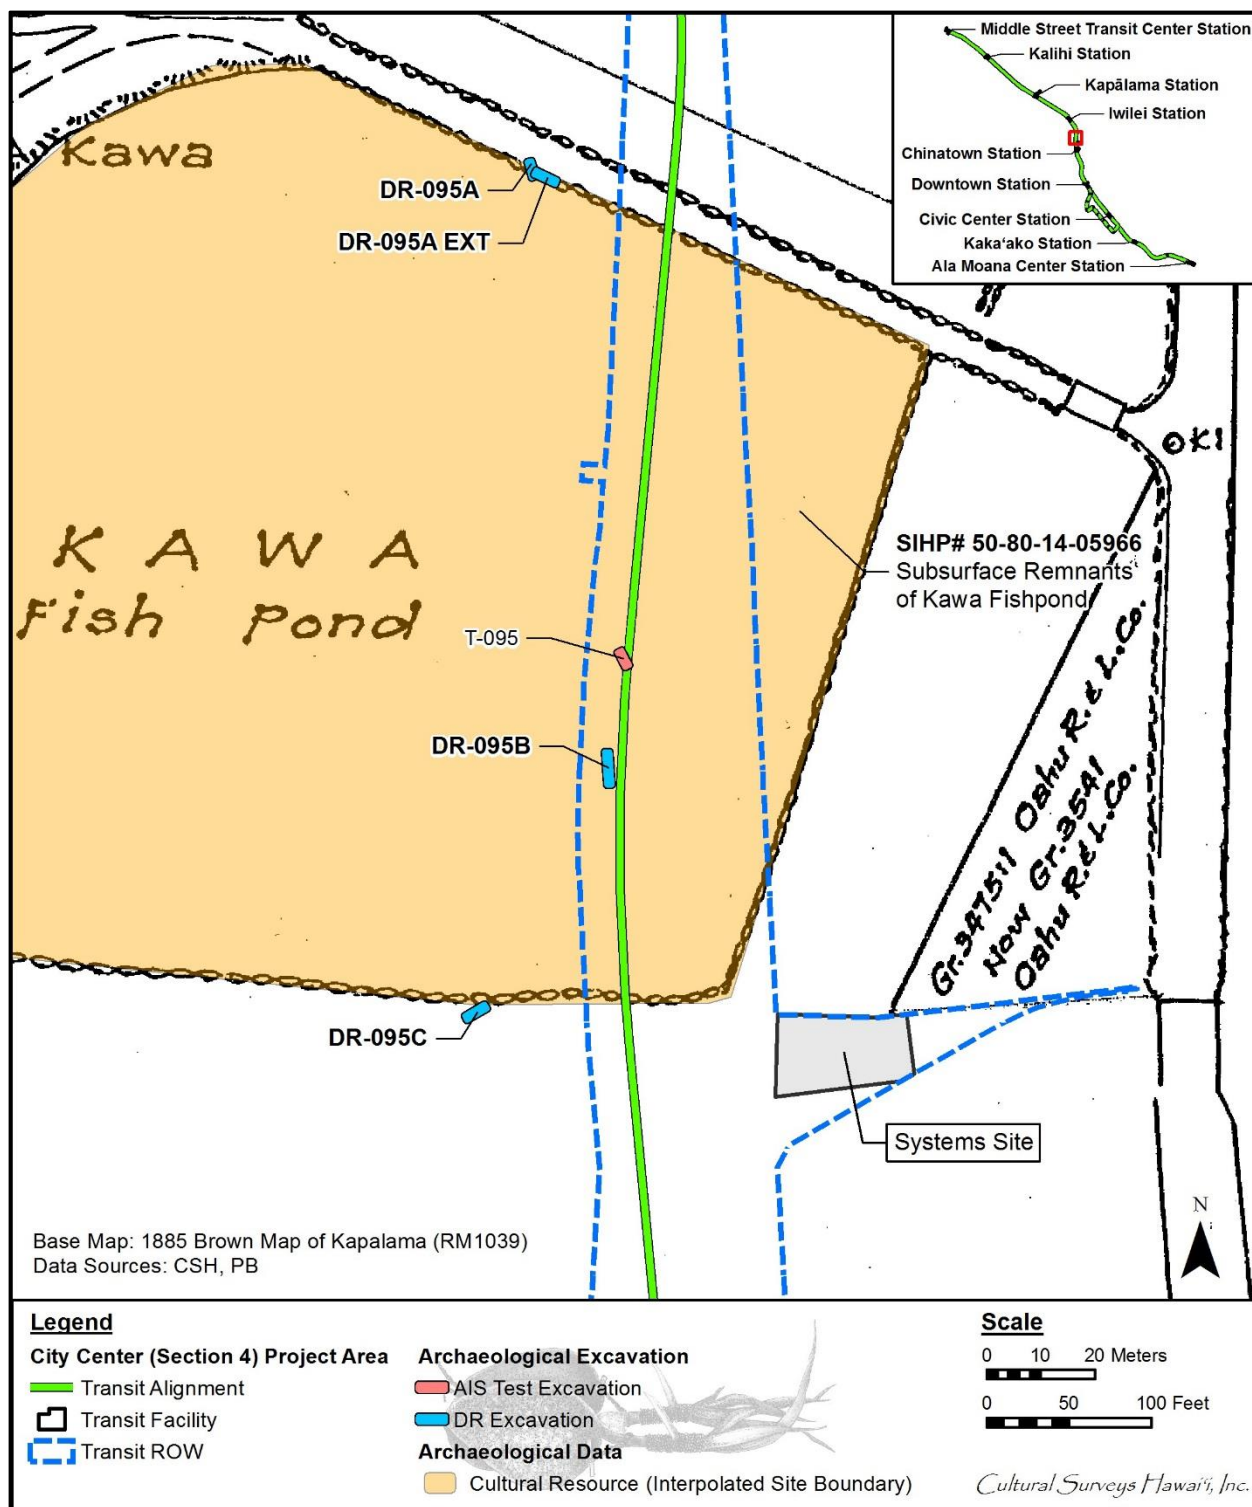 Middle Street Transit Center Station
Kalihi Station
Kapālama Station
Iwilei Station
Chinatown Station
Downtown Station
Civic Center Station
Kaka‘ako Station
Ala Moana Center Station
Kawa
DR-095A
DR-095A EXT
K1
KAWA
Fish Pond
SIHP# 50-80-14-05966
Subsurface Remnants
of Kawa Fishpond
T-095
DR-095B
Gr.3475:1 Oahu R.& L.Co.
Now Gr.3541
Oahu R.& L.Co.
DR-095C
Systems Site
N
Base Map: 1885 Brown Map of Kapalama (RM1039)
Data Sources: CSH, PB
Legend
City Center (Section 4) Project Area
Transit Alignment
Transit Facility
Transit ROW
Archaeological Excavation
AIS Test Excavation
DR Excavation
Archaeological Data
Cultural Resource (Interpolated Site Boundary)
Scale
0 10 20 Meters
0 50 100 Feet
Cultural Surveys Hawai‘i, Inc.